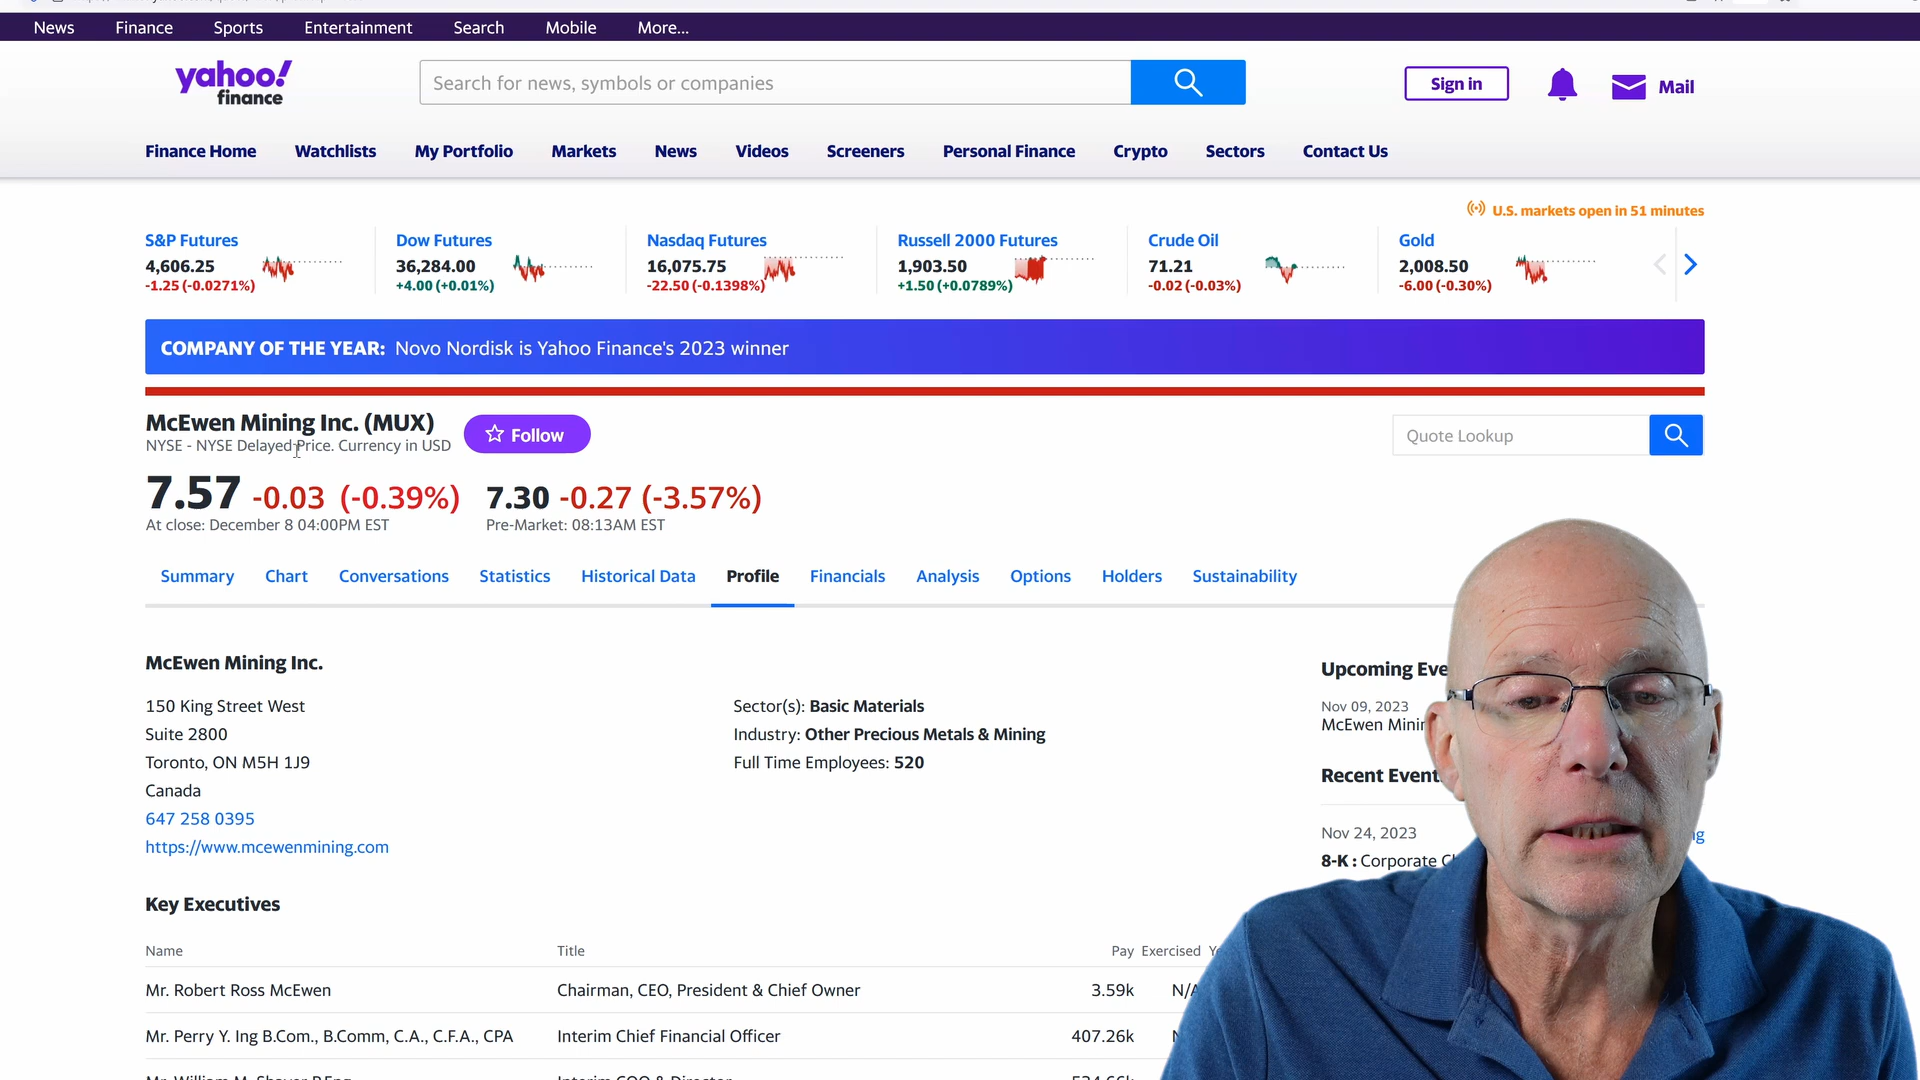 News Finance Sports Entertainment Search Mobile More...
yahoo!
finance
Search for news, symbols or companies
Sign in
Mail
Finance Home Watchlists My Portfolio Markets News Videos Screeners Personal Finance Crypto Sectors Contact Us
U.S. markets open in 51 minutes
S&P Futures Dow Futures Nasdaq Futures Russell 2000 Futures Crude Oil Gold
4,606.25 36,284.00 16,075.75 1,903.50 71.21 2,008.50
-1.25 (-0.0271%) +4.00 (+0.01%) -22.50 (-0.1398%) +1.50 (+0.0789%) -0.02 (-0.03%) -6.00 (-0.30%)
COMPANY OF THE YEAR: Novo Nordisk is Yahoo Finance's 2023 winner
McEwen Mining Inc. (MUX)
NYSE - NYSE Delayed Price. Currency in USD
Follow
Quote Lookup
7.57 -0.03 (-0.39%) 7.30 -0.27 (-3.57%)
At close: December 8 04:00PM EST Pre-Market: 08:13AM EST
Summary Chart Conversations Statistics Historical Data Profile Financials Analysis Options Holders Sustainability
McEwen Mining Inc.
150 King Street West
Suite 2800
Toronto, ON M5H 1J9
Canada
647 258 0395
https://www.mcewenmining.com
Sector(s): Basic Materials
Industry: Other Precious Metals & Mining
Full Time Employees: 520
Upcoming Eve
Nov 09, 2023
McEwen Minin
Recent Event
Nov 24, 2023
8-K : Corporate
Key Executives
Name Title Pay Exercised
Mr. Robert Ross McEwen Chairman, CEO, President & Chief Owner 3.59k N/A
Mr. Perry Y. Ing B.Com., B.Comm, C.A., C.F.A., CPA Interim Chief Financial Officer 407.26k